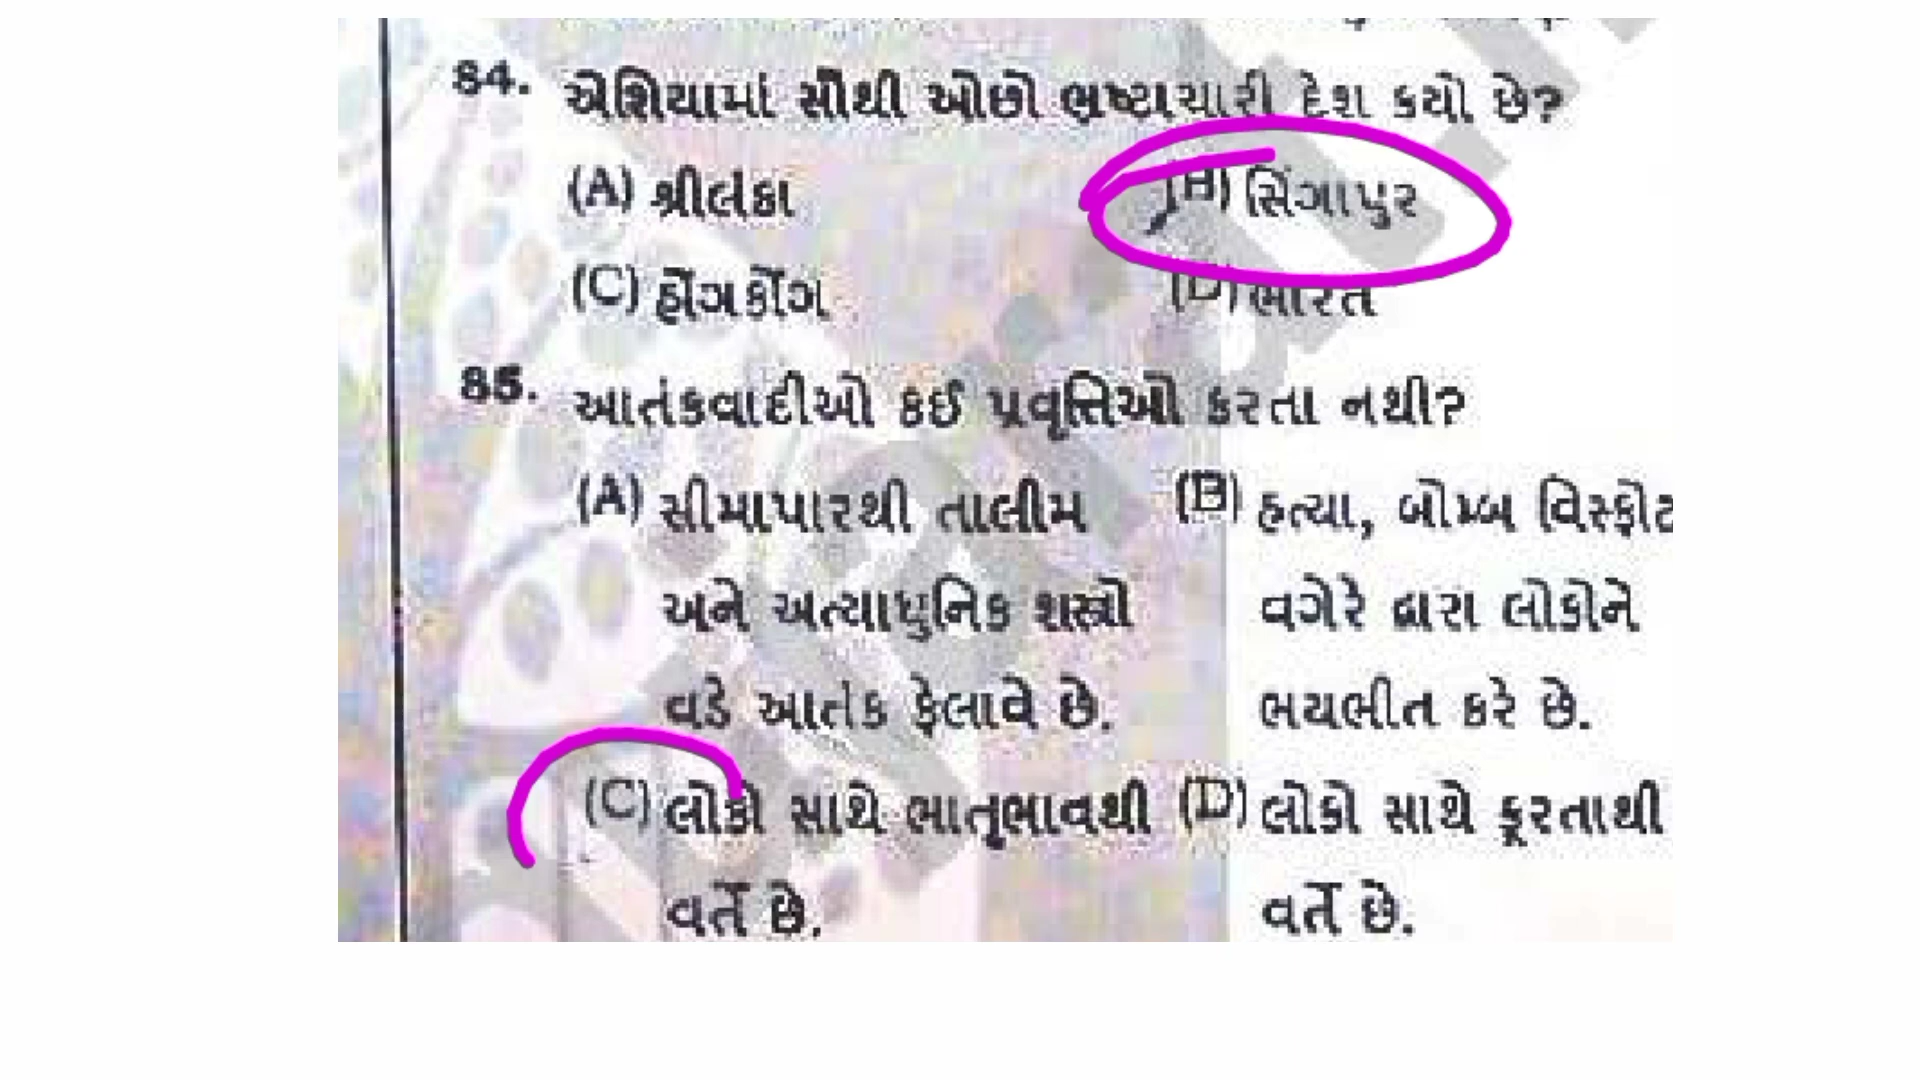 84. એશિયામાં સૌથી ઓછો ભ્રષ્ટાચારી દેશ કયો છે?
(A) શ્રીલંકા (B) સિંગાપુર
(C) હોંગકોંગ (D) ભારત
85. આતંકવાદીઓ કઈ પ્રવૃત્તિઓ કરતા નથી?
(A) સીમાપારથી તાલીમ (B) હત્યા, બોમ્બ વિસ્ફોટ
અને અત્યાધુનિક શસ્ત્રો વગેરે દ્વારા લોકોને
વડે આતંક ફેલાવે છે. ભયભીત કરે છે.
(C) લોકો સાથે ભાતૃભાવથી (D) લોકો સાથે ક્રૂરતાથી
વર્તે છે. વર્તે છે.